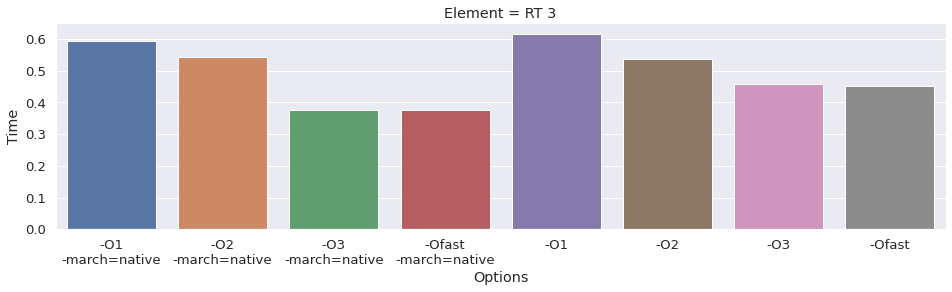 Element = RT 3
Time
0.6
0.5
0.4
0.3
0.2
0.1
0.0
-O1
-march=native
-O2
-march=native
-O3
-march=native
-Ofast
-march=native
-O1
-O2
-O3
-Ofast
Options